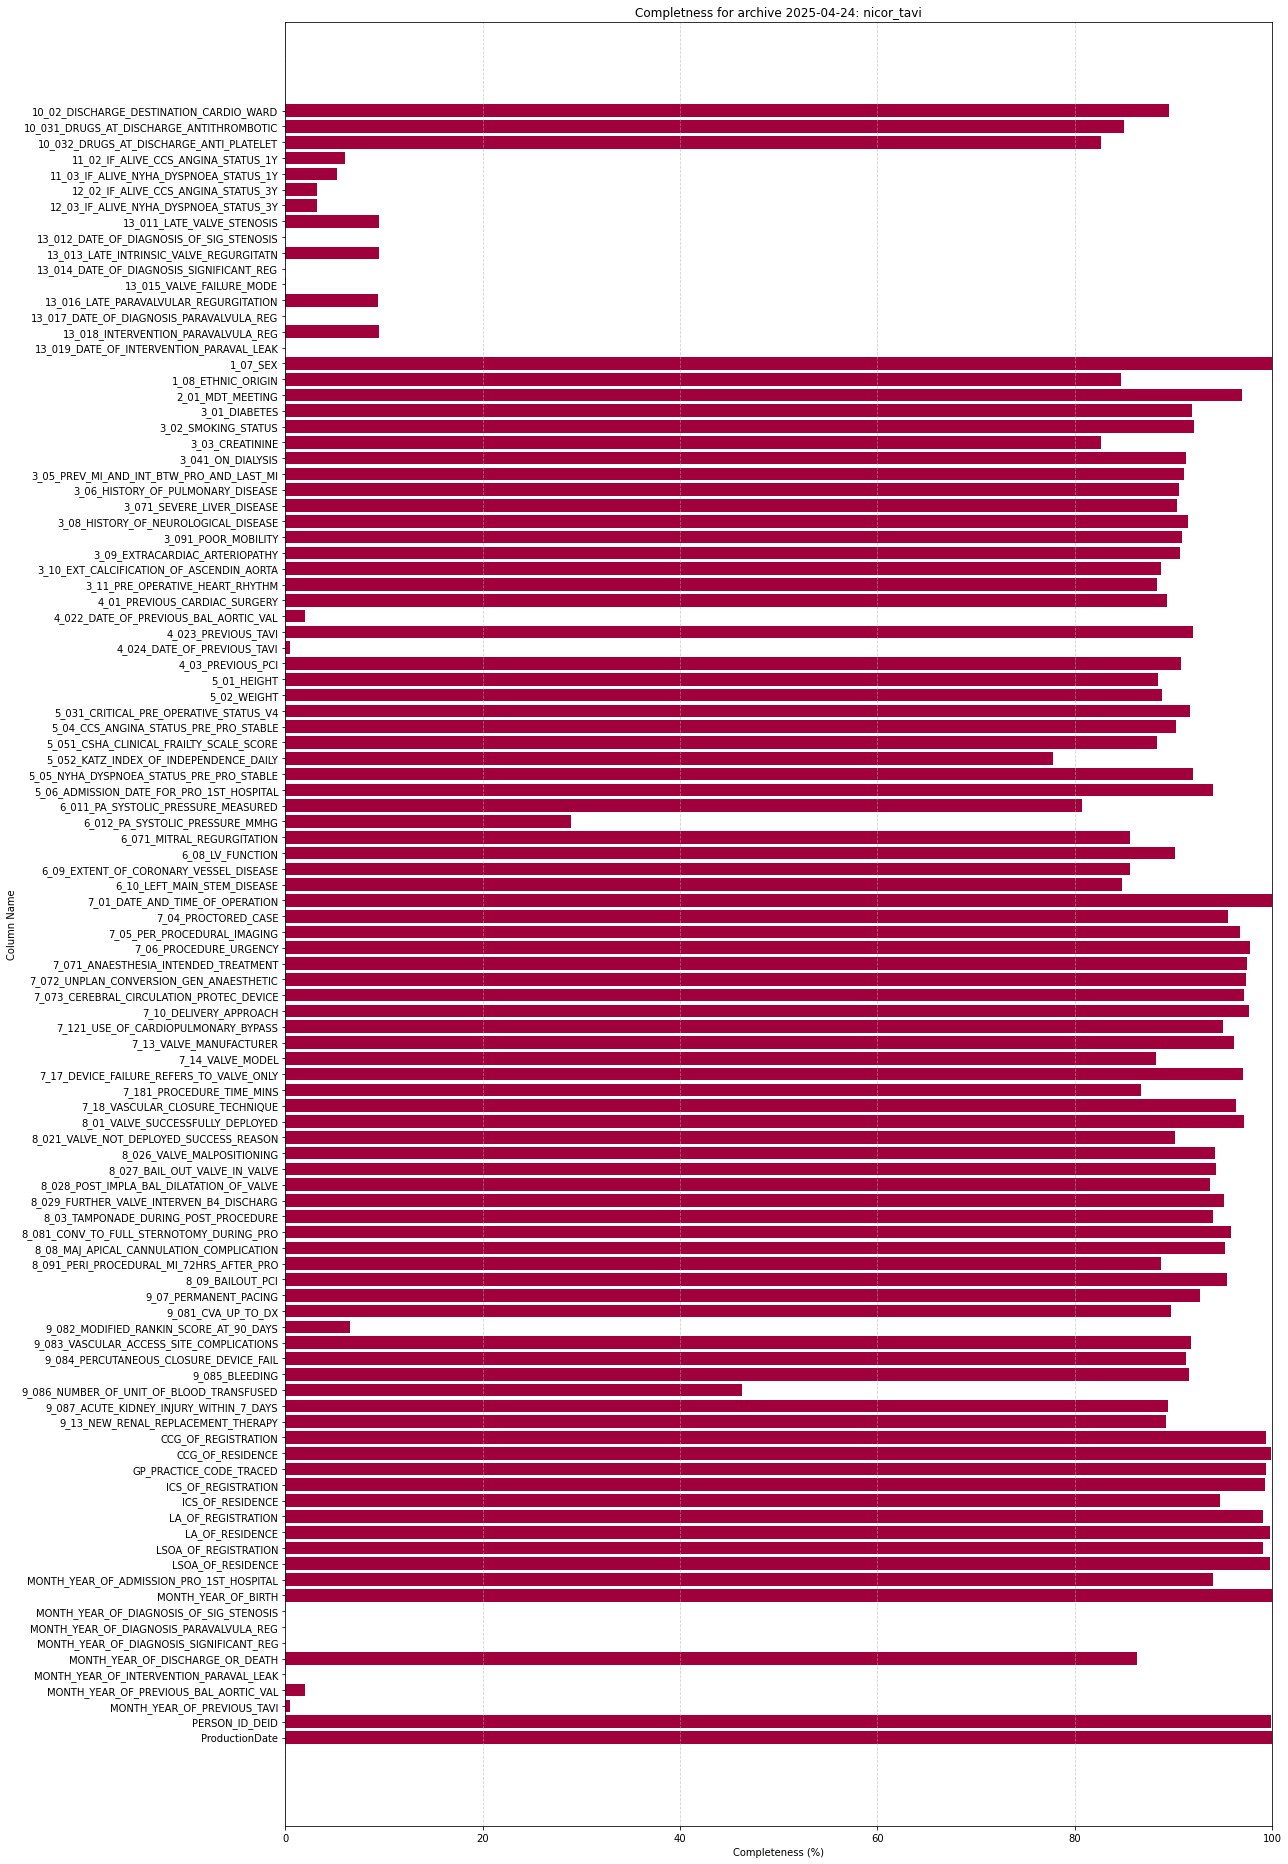 Completness for archive 2025-04-24: nicor_tavi
10_02_DISCHARGE_DESTINATION_CARDIO_WARD
10_031_DRUGS_AT_DISCHARGE_ANTITHROMBOTIC
10_032_DRUGS_AT_DISCHARGE_ANTI_PLATELET
11_02_IF_ALIVE_CCS_ANGINA_STATUS_1Y
11_03_IF_ALIVE_NYHA_DYSPNOEA_STATUS_1Y
12_02_IF_ALIVE_CCS_ANGINA_STATUS_3Y
12_03_IF_ALIVE_NYHA_DYSPNOEA_STATUS_3Y
13_011_LATE_VALVE_STENOSIS
13_012_DATE_OF_DIAGNOSIS_OF_SIG_STENOSIS
13_013_LATE_INTRINSIC_VALVE_REGURGITATN
13_014_DATE_OF_DIAGNOSIS_SIGNIFICANT_REG
13_015_VALVE_FAILURE_MODE
13_016_LATE_PARAVALVULAR_REGURGITATION
13_017_DATE_OF_DIAGNOSIS_PARAVALVULA_REG
13_018_INTERVENTION_PARAVALVULA_REG
13_019_DATE_OF_INTERVENTION_PARAVAL_LEAK
1_07_SEX
1_08_ETHNIC_ORIGIN
2_01_MDT_MEETING
3_01_DIABETES
3_02_SMOKING_STATUS
3_03_CREATININE
3_041_ON_DIALYSIS
3_05_PREV_MI_AND_INT_BTW_PRO_AND_LAST_MI
3_06_HISTORY_OF_PULMONARY_DISEASE
3_071_SEVERE_LIVER_DISEASE
3_08_HISTORY_OF_NEUROLOGICAL_DISEASE
3_091_POOR_MOBILITY
3_09_EXTRACARDIAC_ARTERIOPATHY
3_10_EXT_CALCIFICATION_OF_ASCENDIN_AORTA
3_11_PRE_OPERATIVE_HEART_RHYTHM
4_01_PREVIOUS_CARDIAC_SURGERY
4_022_DATE_OF_PREVIOUS_BAL_AORTIC_VAL
4_023_PREVIOUS_TAVI
4_024_DATE_OF_PREVIOUS_TAVI
4_03_PREVIOUS_PCI
5_01_HEIGHT
5_02_WEIGHT
5_031_CRITICAL_PRE_OPERATIVE_STATUS_V4
5_04_CCS_ANGINA_STATUS_PRE_PRO_STABLE
5_051_CSHA_CLINICAL_FRAILTY_SCALE_SCORE
5_052_KATZ_INDEX_OF_INDEPENDENCE_DAILY
5_05_NYHA_DYSPNOEA_STATUS_PRE_PRO_STABLE
5_06_ADMISSION_DATE_FOR_PRO_1ST_HOSPITAL
6_011_PA_SYSTOLIC_PRESSURE_MEASURED
6_012_PA_SYSTOLIC_PRESSURE_MMHG
6_071_MITRAL_REGURGITATION
6_08_LV_FUNCTION
6_09_EXTENT_OF_CORONARY_VESSEL_DISEASE
6_10_LEFT_MAIN_STEM_DISEASE
7_01_DATE_AND_TIME_OF_OPERATION
7_04_PROCTORED_CASE
7_05_PER_PROCEDURAL_IMAGING
7_06_PROCEDURE_URGENCY
7_071_ANAESTHESIA_INTENDED_TREATMENT
7_072_UNPLAN_CONVERSION_GEN_ANAESTHETIC
7_073_CEREBRAL_CIRCULATION_PROTEC_DEVICE
7_10_DELIVERY_APPROACH
7_121_USE_OF_CARDIOPULMONARY_BYPASS
7_13_VALVE_MANUFACTURER
7_14_VALVE_MODEL
7_17_DEVICE_FAILURE_REFERS_TO_VALVE_ONLY
7_181_PROCEDURE_TIME_MINS
7_18_VASCULAR_CLOSURE_TECHNIQUE
8_01_VALVE_SUCCESSFULLY_DEPLOYED
8_021_VALVE_NOT_DEPLOYED_SUCCESS_REASON
8_026_VALVE_MALPOSITIONING
8_027_BAIL_OUT_VALVE_IN_VALVE
8_028_POST_IMPLA_BAL_DILATATION_OF_VALVE
8_029_FURTHER_VALVE_INTERVEN_B4_DISCHARG
8_03_TAMPONADE_DURING_POST_PROCEDURE
8_081_CONV_TO_FULL_STERNOTOMY_DURING_PRO
8_08_MAJ_APICAL_CANNULATION_COMPLICATION
8_091_PERI_PROCEDURAL_MI_72HRS_AFTER_PRO
8_09_BAILOUT_PCI
9_07_PERMANENT_PACING
9_081_CVA_UP_TO_DX
9_082_MODIFIED_RANKIN_SCORE_AT_90_DAYS
9_083_VASCULAR_ACCESS_SITE_COMPLICATIONS
9_084_PERCUTANEOUS_CLOSURE_DEVICE_FAIL
9_085_BLEEDING
9_086_NUMBER_OF_UNIT_OF_BLOOD_TRANSFUSED
9_087_ACUTE_KIDNEY_INJURY_WITHIN_7_DAYS
9_13_NEW_RENAL_REPLACEMENT_THERAPY
CCG_OF_REGISTRATION
CCG_OF_RESIDENCE
GP_PRACTICE_CODE_TRACED
ICS_OF_REGISTRATION
ICS_OF_RESIDENCE
LA_OF_REGISTRATION
LA_OF_RESIDENCE
LSOA_OF_REGISTRATION
LSOA_OF_RESIDENCE
MONTH_YEAR_OF_ADMISSION_PRO_1ST_HOSPITAL
MONTH_YEAR_OF_BIRTH
MONTH_YEAR_OF_DIAGNOSIS_OF_SIG_STENOSIS
MONTH_YEAR_OF_DIAGNOSIS_PARAVALVULA_REG
MONTH_YEAR_OF_DIAGNOSIS_SIGNIFICANT_REG
MONTH_YEAR_OF_DISCHARGE_OR_DEATH
MONTH_YEAR_OF_INTERVENTION_PARAVAL_LEAK
MONTH_YEAR_OF_PREVIOUS_BAL_AORTIC_VAL
MONTH_YEAR_OF_PREVIOUS_TAVI
PERSON_ID_DEID
ProductionDate
Column Name
0 20 40 60 80 100
Completeness (%)